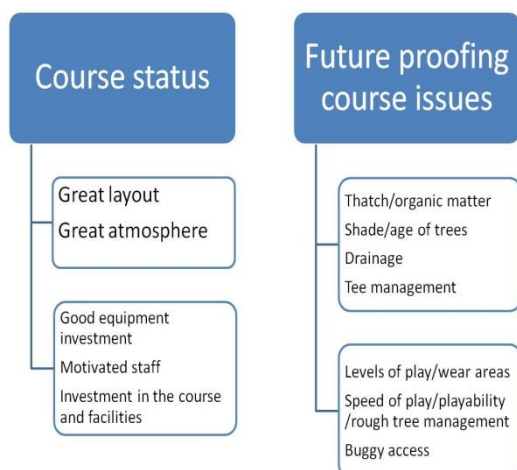 Course status
Great layout
Great atmosphere
Good equipment
investment
Motivated staff
Investment in the course
and facilities
Future proofing
course issues
Thatch/organic matter
Shade/age of trees
Drainage
Tee management
Levels of play/wear areas
Speed of play/playability
/rough tree management
Buggy access